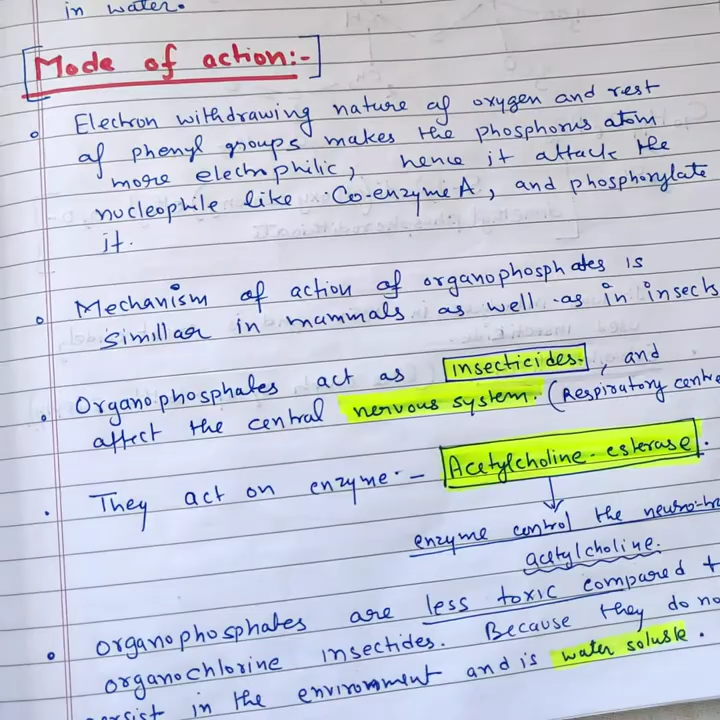 in water.
Mode of action:-
Electron withdrawing nature of oxygen and rest
of phenyl groups makes the phosphorus atom
more electrophilic, hence it attack the
nucleophile like Co-enzyme A, and phosphorylate
it.
Mechanism of action of organophosphates is
simillar in mammals as well as in insects
Organophosphates act as insecticides, and
affect the central nervous system. (Respiratory centre
They act on enzyme - Acetylcholine-esterase.
enzyme control the neuro-tra
acetylcholine.
organophosphates are less toxic compared t
organochlorine insectides. Because they do no
in the environment and is water soluble.